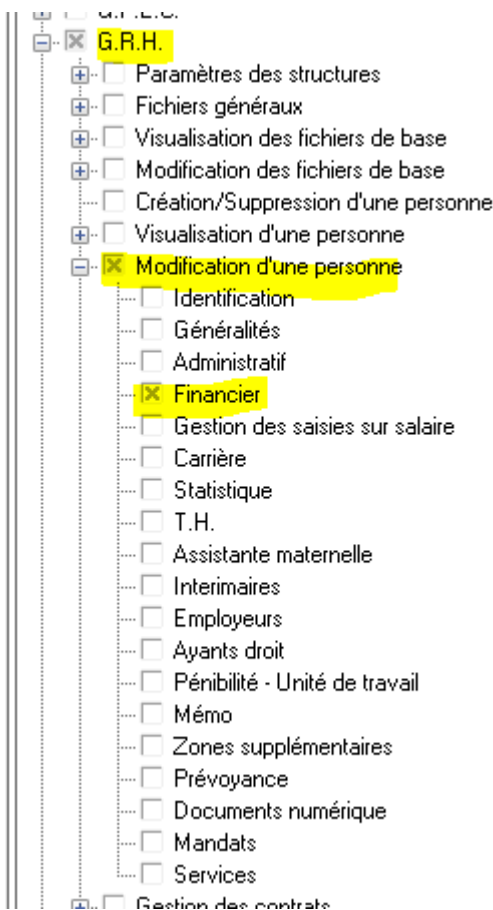 G.P.E.C.
G.R.H.
Paramètres des structures
Fichiers généraux
Visualisation des fichiers de base
Modification des fichiers de base
Création/Suppression d'une personne
Visualisation d'une personne
Modification d'une personne
Identification
Généralités
Administratif
Financier
Gestion des saisies sur salaire
Carrière
Statistique
T.H.
Assistante maternelle
Interimaires
Employeurs
Ayants droit
Pénibilité - Unité de travail
Mémo
Zones supplémentaires
Prévoyance
Documents numérique
Mandats
Services
Gestion des contrats